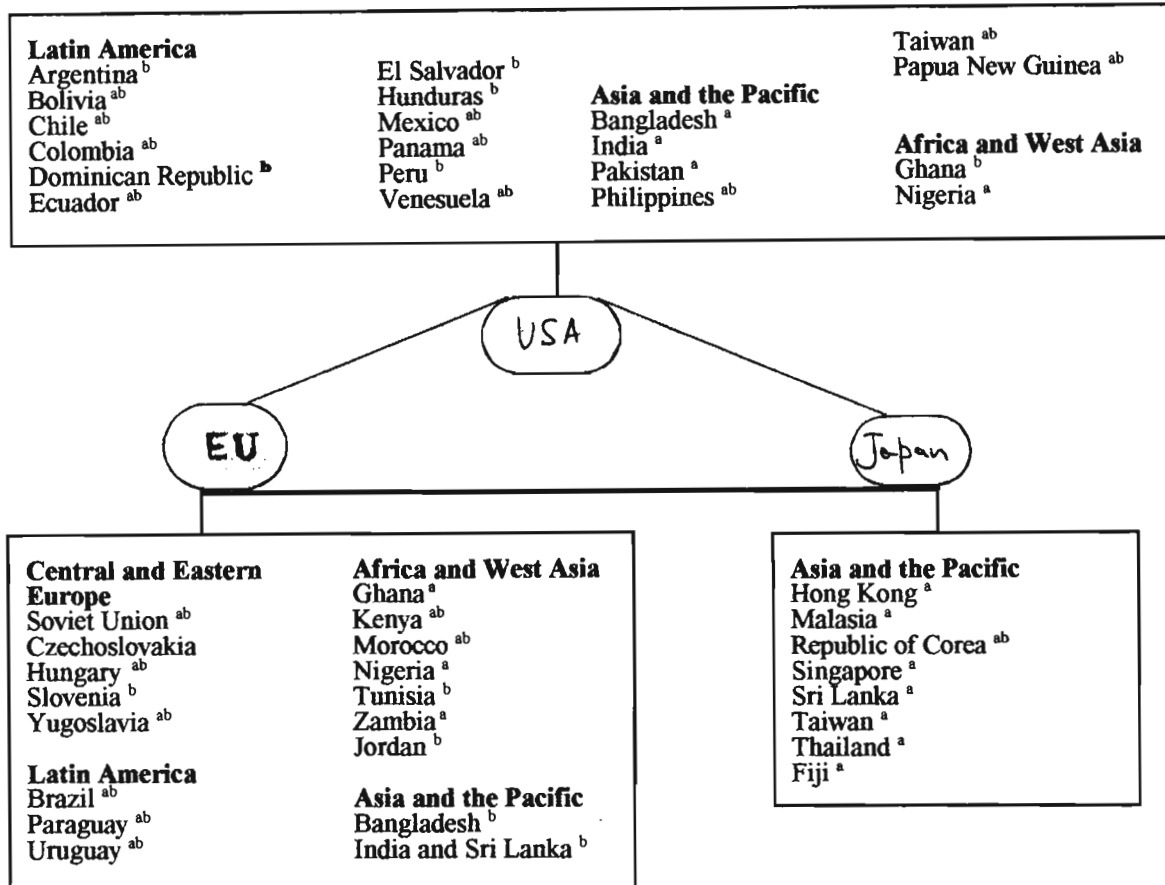 Latin America
Argentina ᵇ
Bolivia ᵃᵇ
Chile ᵃᵇ
Colombia ᵃᵇ
Dominican Republic ᵇ
Ecuador ᵃᵇ
El Salvador ᵇ
Hunduras ᵇ
Mexico ᵃᵇ
Panama ᵃᵇ
Peru ᵇ
Venesuela ᵃᵇ
Asia and the Pacific
Bangladesh ᵃ
India ᵃ
Pakistan ᵃ
Philippines ᵃᵇ
Taiwan ᵃᵇ
Papua New Guinea ᵃᵇ
Africa and West Asia
Ghana ᵇ
Nigeria ᵃ
USA
EU
Japan
Central and Eastern
Europe
Soviet Union ᵃᵇ
Czechoslovakia
Hungary ᵃᵇ
Slovenia ᵇ
Yugoslavia ᵃᵇ
Latin America
Brazil ᵃᵇ
Paraguay ᵃᵇ
Uruguay ᵃᵇ
Africa and West Asia
Ghana ᵃ
Kenya ᵃᵇ
Morocco ᵃᵇ
Nigeria ᵃ
Tunisia ᵇ
Zambia ᵃ
Jordan ᵇ
Asia and the Pacific
Bangladesh ᵇ
India and Sri Lanka ᵇ
Asia and the Pacific
Hong Kong ᵃ
Malasia ᵃ
Republic of Corea ᵃᵇ
Singapore ᵃ
Sri Lanka ᵃ
Taiwan ᵃ
Thailand ᵃ
Fiji ᵃ